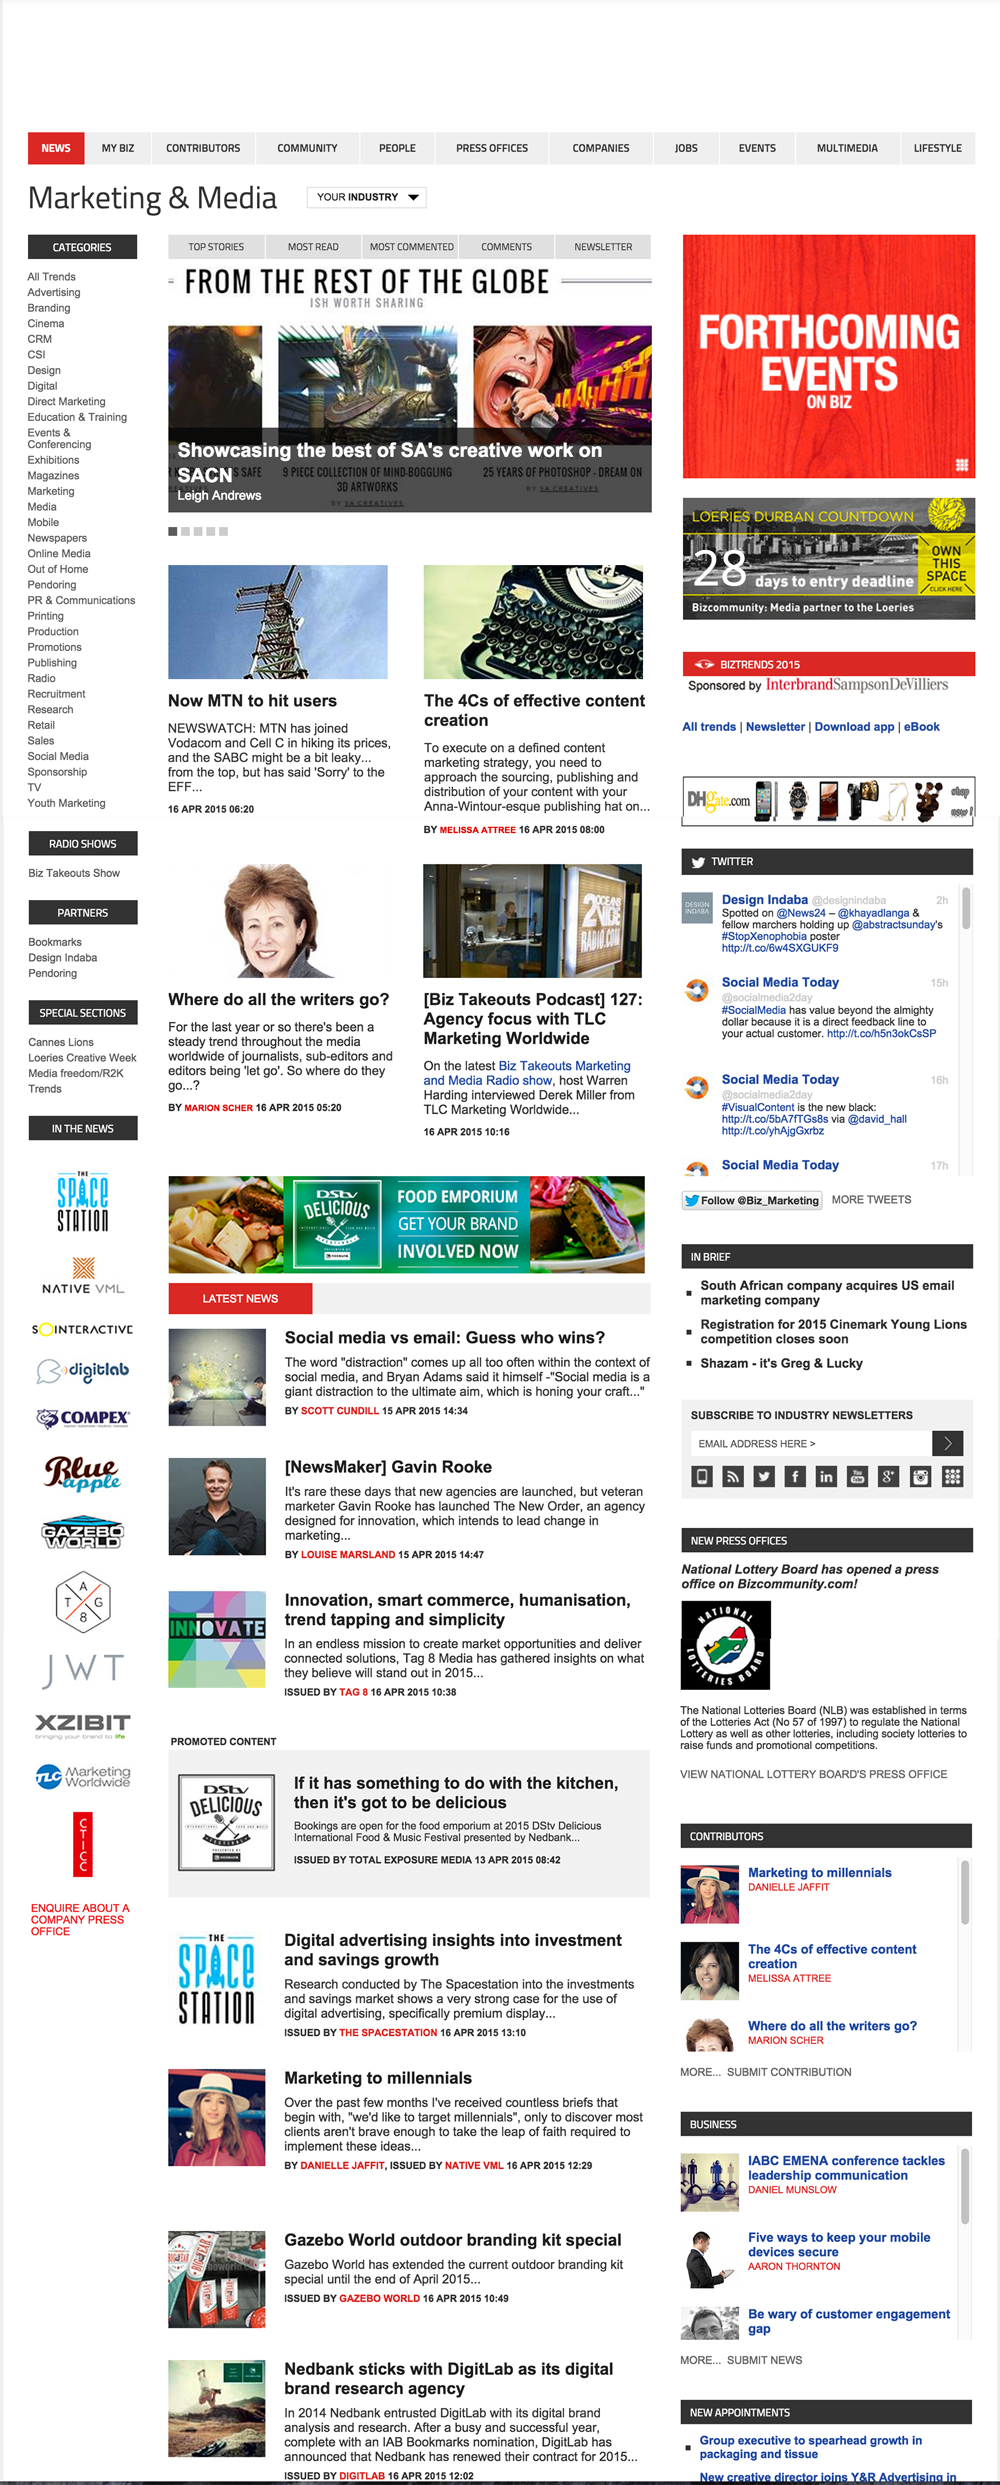 NEWS
MY BIZ
CONTRIBUTORS
COMMUNITY
PEOPLE
PRESS OFFICES
COMPANIES
JOBS
EVENTS
MULTIMEDIA
LIFESTYLE
Marketing & Media
YOUR INDUSTRY
CATEGORIES
All Trends
Advertising
Branding
Cinema
CRM
CSI
Design
Digital
Direct Marketing
Education & Training
Events &
Conferencing
Exhibitions
Magazines
Marketing
Media
Mobile
Newspapers
Online Media
Out of Home
Pendoring
PR & Communications
Printing
Production
Promotions
Publishing
Radio
Recruitment
Research
Retail
Sales
Social Media
Sponsorship
TV
Youth Marketing
RADIO SHOWS
Biz Takeouts Show
PARTNERS
Bookmarks
Design Indaba
Pendoring
SPECIAL SECTIONS
Cannes Lions
Loeries Creative Week
Media freedom/R2K
Trends
IN THE NEWS
THE
SPACE
STATION
NATIVE VML
SOINTERACTIVE
digitlab
COMPEX
Blue
apple
GAZEBO
WORLD
A
T G
8
JWT
XZIBIT
bringing your brand to life
TLC Marketing
Worldwide
CTICC
ENQUIRE ABOUT A
COMPANY PRESS
OFFICE
TOP STORIES
MOST READ
MOST COMMENTED
COMMENTS
NEWSLETTER
FROM THE REST OF THE GLOBE
ISH WORTH SHARING
Showcasing the best of SA's creative work on
SACN
Leigh Andrews
9 PIECE COLLECTION OF MIND-BOGGLING
3D ARTWORKS
BY SA CREATIVES
25 YEARS OF PHOTOSHOP - DREAM ON
BY SA CREATIVES
Now MTN to hit users
NEWSWATCH: MTN has joined
Vodacom and Cell C in hiking its prices,
and the SABC might be a bit leaky...
from the top, but has said 'Sorry' to the
EFF...
16 APR 2015 06:20
The 4Cs of effective content
creation
To execute on a defined content
marketing strategy, you need to
approach the sourcing, publishing and
distribution of your content with your
Anna-Wintour-esque publishing hat on...
BY MELISSA ATTREE 16 APR 2015 08:00
Where do all the writers go?
For the last year or so there's been a
steady trend throughout the media
worldwide of journalists, sub-editors and
editors being 'let go'. So where do they
go...?
BY MARION SCHER 16 APR 2015 05:20
2OCEANS
VIBE
RADIO.COM
[Biz Takeouts Podcast] 127:
Agency focus with TLC
Marketing Worldwide
On the latest Biz Takeouts Marketing
and Media Radio show, host Warren
Harding interviewed Derek Miller from
TLC Marketing Worldwide...
16 APR 2015 10:16
DStv
DELICIOUS
FOOD EMPORIUM
GET YOUR BRAND
INVOLVED NOW
LATEST NEWS
Social media vs email: Guess who wins?
The word "distraction" comes up all too often within the context of
social media, and Bryan Adams said it himself -"Social media is a
giant distraction to the ultimate aim, which is honing your craft..."
BY SCOTT CUNDILL 15 APR 2015 14:34
[NewsMaker] Gavin Rooke
It's rare these days that new agencies are launched, but veteran
marketer Gavin Rooke has launched The New Order, an agency
designed for innovation, which intends to lead change in
marketing...
BY LOUISE MARSLAND 15 APR 2015 14:47
INNOVATE
Innovation, smart commerce, humanisation,
trend tapping and simplicity
In an endless mission to create market opportunities and deliver
connected solutions, Tag 8 Media has gathered insights on what
they believe will stand out in 2015...
ISSUED BY TAG 8 16 APR 2015 10:38
PROMOTED CONTENT
DStv
DELICIOUS
If it has something to do with the kitchen,
then it's got to be delicious
Bookings are open for the food emporium at 2015 DStv Delicious
International Food & Music Festival presented by Nedbank...
ISSUED BY TOTAL EXPOSURE MEDIA 13 APR 2015 08:42
THE
SPACE
STATION
Digital advertising insights into investment
and savings growth
Research conducted by The Spacestation into the investments
and savings market shows a very strong case for the use of
digital advertising, specifically premium display...
ISSUED BY THE SPACESTATION 16 APR 2015 13:10
Marketing to millennials
Over the past few months I've received countless briefs that
begin with, "we'd like to target millennials", only to discover most
clients aren't brave enough to take the leap of faith required to
implement these ideas...
BY DANIELLE JAFFIT, ISSUED BY NATIVE VML 16 APR 2015 12:29
Gazebo World outdoor branding kit special
Gazebo World has extended the current outdoor branding kit
special until the end of April 2015...
ISSUED BY GAZEBO WORLD 16 APR 2015 10:49
Nedbank sticks with DigitLab as its digital
brand research agency
In 2014 Nedbank entrusted DigitLab with its digital brand
analysis and research. After a busy and successful year,
complete with an IAB Bookmarks nomination, DigitLab has
announced that Nedbank has renewed their contract for 2015...
ISSUED BY DIGITLAB 16 APR 2015 12:02
FORTHCOMING
EVENTS
ON BIZ
LOERIES DURBAN COUNTDOWN
28 days to entry deadline
OWN
THIS
SPACE
CLICK HERE
Bizcommunity: Media partner to the Loeries
BIZTRENDS 2015
Sponsored by InterbrandSampsonDeVilliers
All trends | Newsletter | Download app | eBook
DHgate.com
shop
now !
TWITTER
DESIGN
INDABA
Design Indaba @designindaba 2h
Spotted on @News24 – @khayadlanga &
fellow marchers holding up @abstractsunday's
#StopXenophobia poster
http://t.co/6w4SXGUKF9
Social Media Today 15h
@socialmedia2day
#SocialMedia has value beyond the almighty
dollar because it is a direct feedback line to
your actual customer. http://t.co/h5n3okCsSP
Social Media Today 16h
@socialmedia2day
#VisualContent is the new black:
http://t.co/5bA7fTGs8s via @david_hall
http://t.co/yhAjgGxrbz
Social Media Today 17h
Follow @Biz_Marketing
MORE TWEETS
IN BRIEF
South African company acquires US email
marketing company
Registration for 2015 Cinemark Young Lions
competition closes soon
Shazam - it's Greg & Lucky
SUBSCRIBE TO INDUSTRY NEWSLETTERS
EMAIL ADDRESS HERE >
NEW PRESS OFFICES
National Lottery Board has opened a press
office on Bizcommunity.com!
NATIONAL
LOTTERIES BOARD
The National Lotteries Board (NLB) was established in terms
of the Lotteries Act (No 57 of 1997) to regulate the National
Lottery as well as other lotteries, including society lotteries to
raise funds and promotional competitions.
VIEW NATIONAL LOTTERY BOARD'S PRESS OFFICE
CONTRIBUTORS
Marketing to millennials
DANIELLE JAFFIT
The 4Cs of effective content
creation
MELISSA ATTREE
Where do all the writers go?
MARION SCHER
MORE... SUBMIT CONTRIBUTION
BUSINESS
IABC EMENA conference tackles
leadership communication
DANIEL MUNSLOW
Five ways to keep your mobile
devices secure
AARON THORNTON
Be wary of customer engagement
gap
MORE... SUBMIT NEWS
NEW APPOINTMENTS
Group executive to spearhead growth in
packaging and tissue
New creative director joins Y&R Advertising in